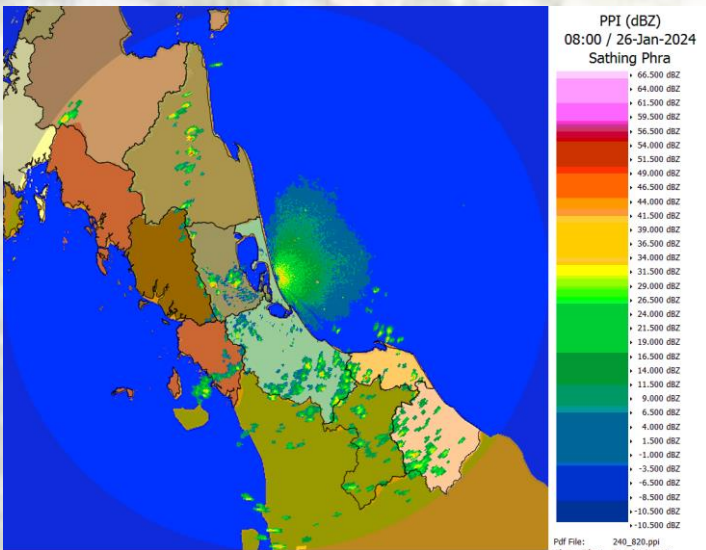 PPI (dBZ)
08:00 / 26-Jan-2024
Sathing Phra
66.500 dBZ
64.000 dBZ
61.500 dBZ
59.500 dBZ
56.500 dBZ
54.000 dBZ
51.500 dBZ
49.000 dBZ
46.500 dBZ
44.000 dBZ
41.500 dBZ
39.000 dBZ
36.500 dBZ
34.000 dBZ
31.500 dBZ
29.000 dBZ
26.500 dBZ
24.000 dBZ
21.500 dBZ
19.000 dBZ
16.500 dBZ
14.000 dBZ
11.500 dBZ
9.000 dBZ
6.500 dBZ
4.000 dBZ
1.500 dBZ
-1.000 dBZ
-3.500 dBZ
-6.500 dBZ
-8.500 dBZ
-10.500 dBZ
-10.500 dBZ
Pdf File: 240_820.ppi